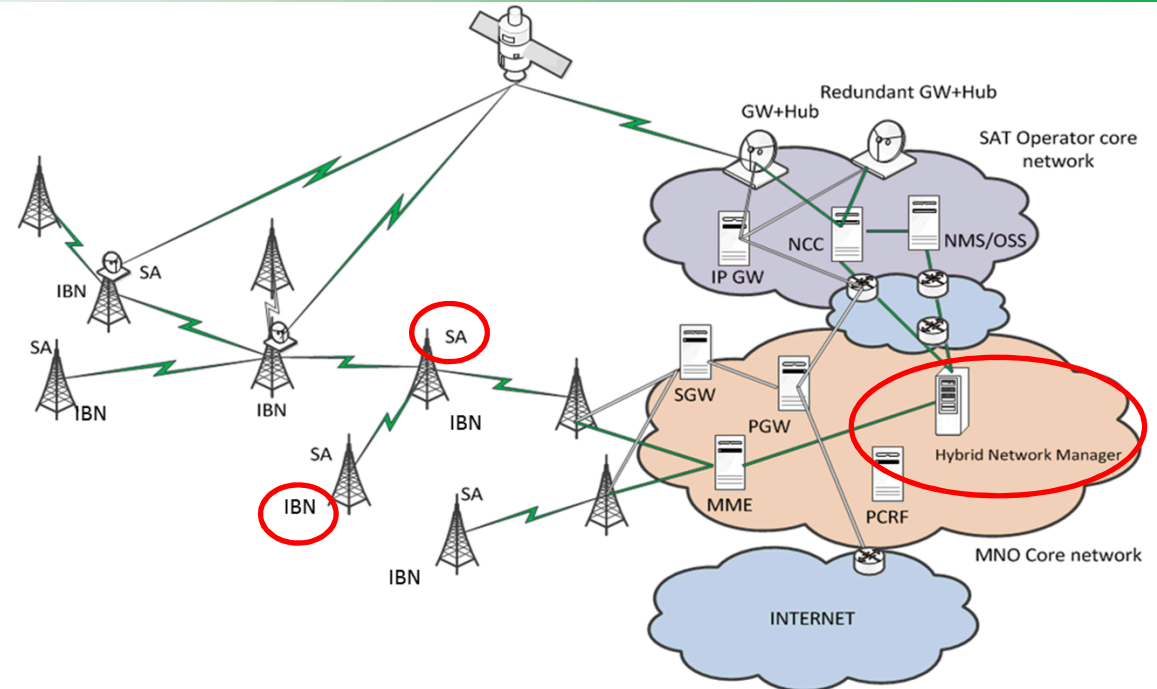 Redundant GW+Hub
GW+Hub
SAT Operator core
network
NCC
NMS/OSS
IP GW
SA
IBN
SA
IBN
IBN
SA
IBN
SA
IBN
SA
IBN
SGW
PGW
MME
PCRF
Hybrid Network Manager
MNO Core network
INTERNET